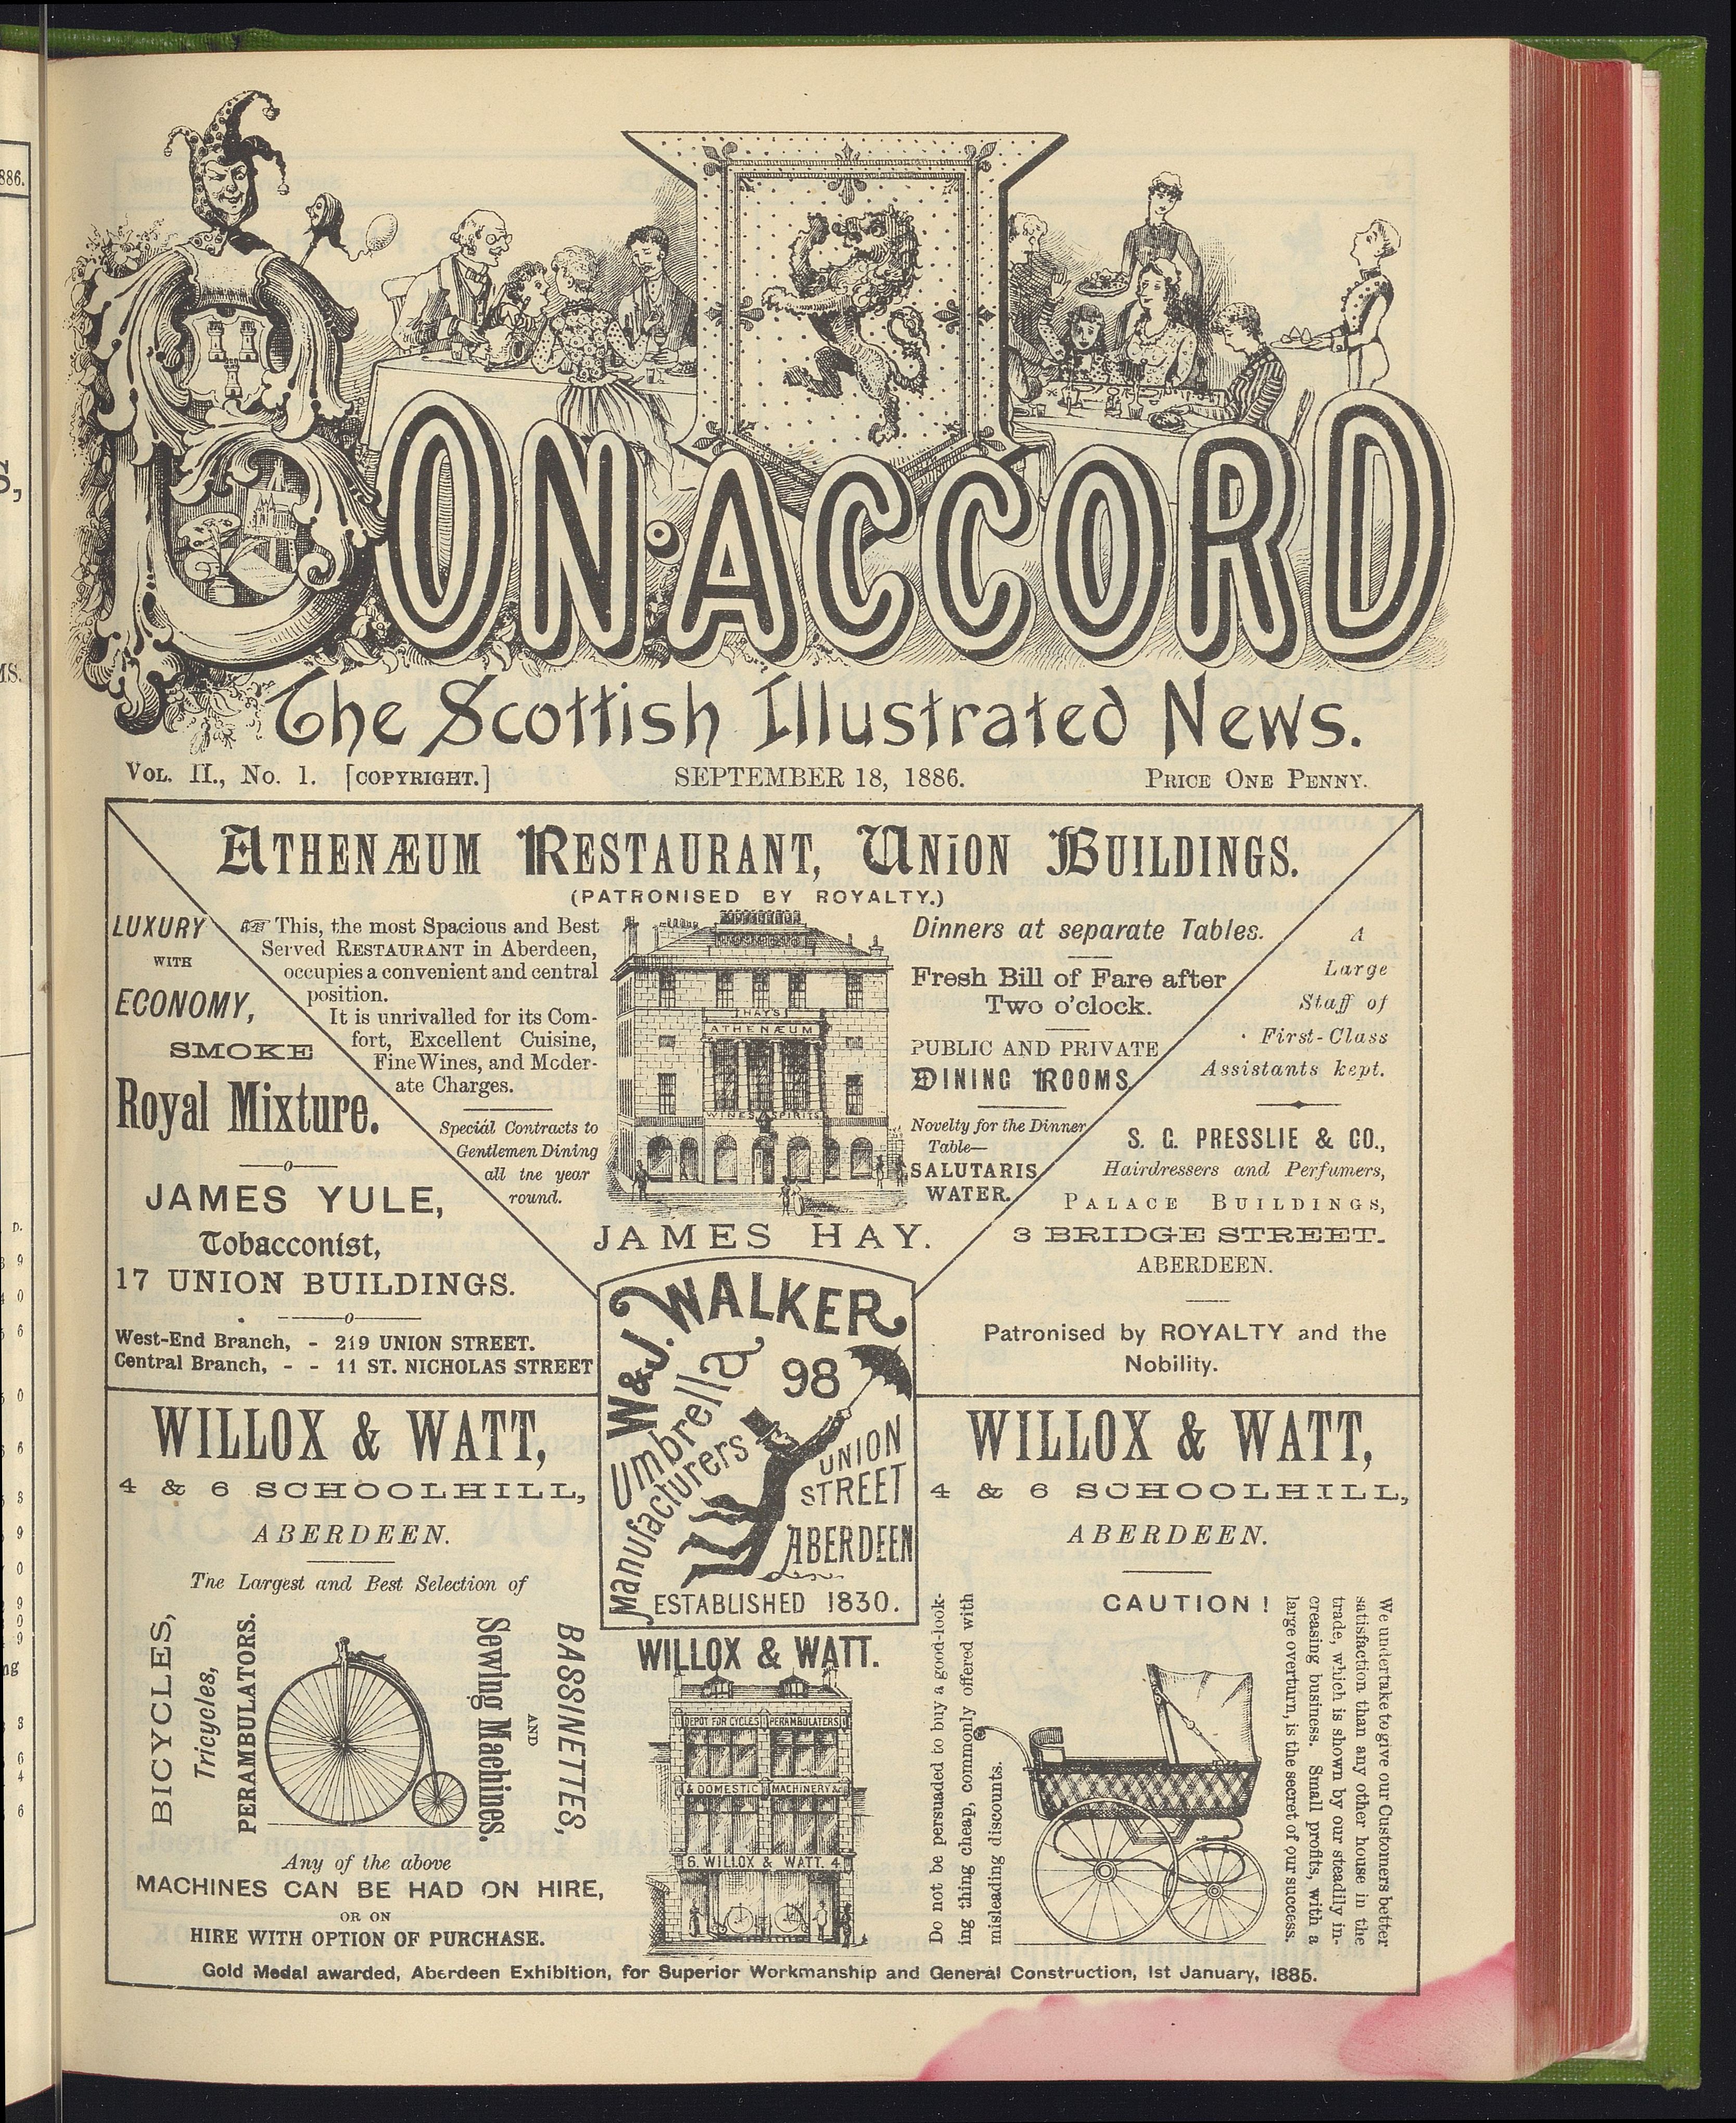 BON·ACCORD
The Scottish Illustrated News.
VOL. II., No. 1. [COPYRIGHT.] SEPTEMBER 18, 1886. PRICE ONE PENNY.
ATHENÆUM RESTAURANT, UNION BUILDINGS.
(PATRONISED BY ROYALTY.)
LUXURY
WITH
ECONOMY,
SMOKE
Royal Mixture.
JAMES YULE,
Tobacconist,
17 UNION BUILDINGS.
West-End Branch, - 219 UNION STREET.
Central Branch, - - 11 ST. NICHOLAS STREET
☞ This, the most Spacious and Best
Served RESTAURANT in Aberdeen,
occupies a convenient and central
position.
It is unrivalled for its Com-
fort, Excellent Cuisine,
Fine Wines, and Moder-
ate Charges.
Special Contracts to
Gentlemen Dining
all the year
round.
HAY'S
ATHENÆUM
WINES & SPIRITS
JAMES HAY.
Dinners at separate Tables.
Fresh Bill of Fare after
Two o'clock.
PUBLIC AND PRIVATE
DINING ROOMS
Novelty for the Dinner
Table—
SALUTARIS
WATER.
A
Large
Staff of
First-Class
Assistants kept.
S. G. PRESSLIE & CO.,
Hairdressers and Perfumers,
PALACE BUILDINGS,
3 BRIDGE STREET.
ABERDEEN.
Patronised by ROYALTY and the
Nobility.
W & J. WALKER
Umbrella
Manufacturers
98
UNION
STREET
ABERDEEN
ESTABLISHED 1830.
WILLOX & WATT,
4 & 6 SCHOOLHILL,
ABERDEEN.
The Largest and Best Selection of
BICYCLES,
Tricycles,
PERAMBULATORS.
Sewing Machines.
AND
BASSINETTES,
Any of the above
MACHINES CAN BE HAD ON HIRE,
OR ON
HIRE WITH OPTION OF PURCHASE.
WILLOX & WATT.
DEPOT FOR CYCLES PERAMBULATERS
& DOMESTIC MACHINERY &c
6. WILLOX & WATT. 4
WILLOX & WATT,
4 & 6 SCHOOLHILL,
ABERDEEN.
CAUTION!
Do not be persuaded to buy a good-look-
ing thing cheap, commonly offered with
misleading discounts.
We undertake to give our Customers better
satisfaction than any other house in the
trade, which is shown by our steadily in-
creasing business. Small profits, with a
large overturn, is the secret of our success.
Gold Medal awarded, Aberdeen Exhibition, for Superior Workmanship and General Construction, 1st January, 1885.